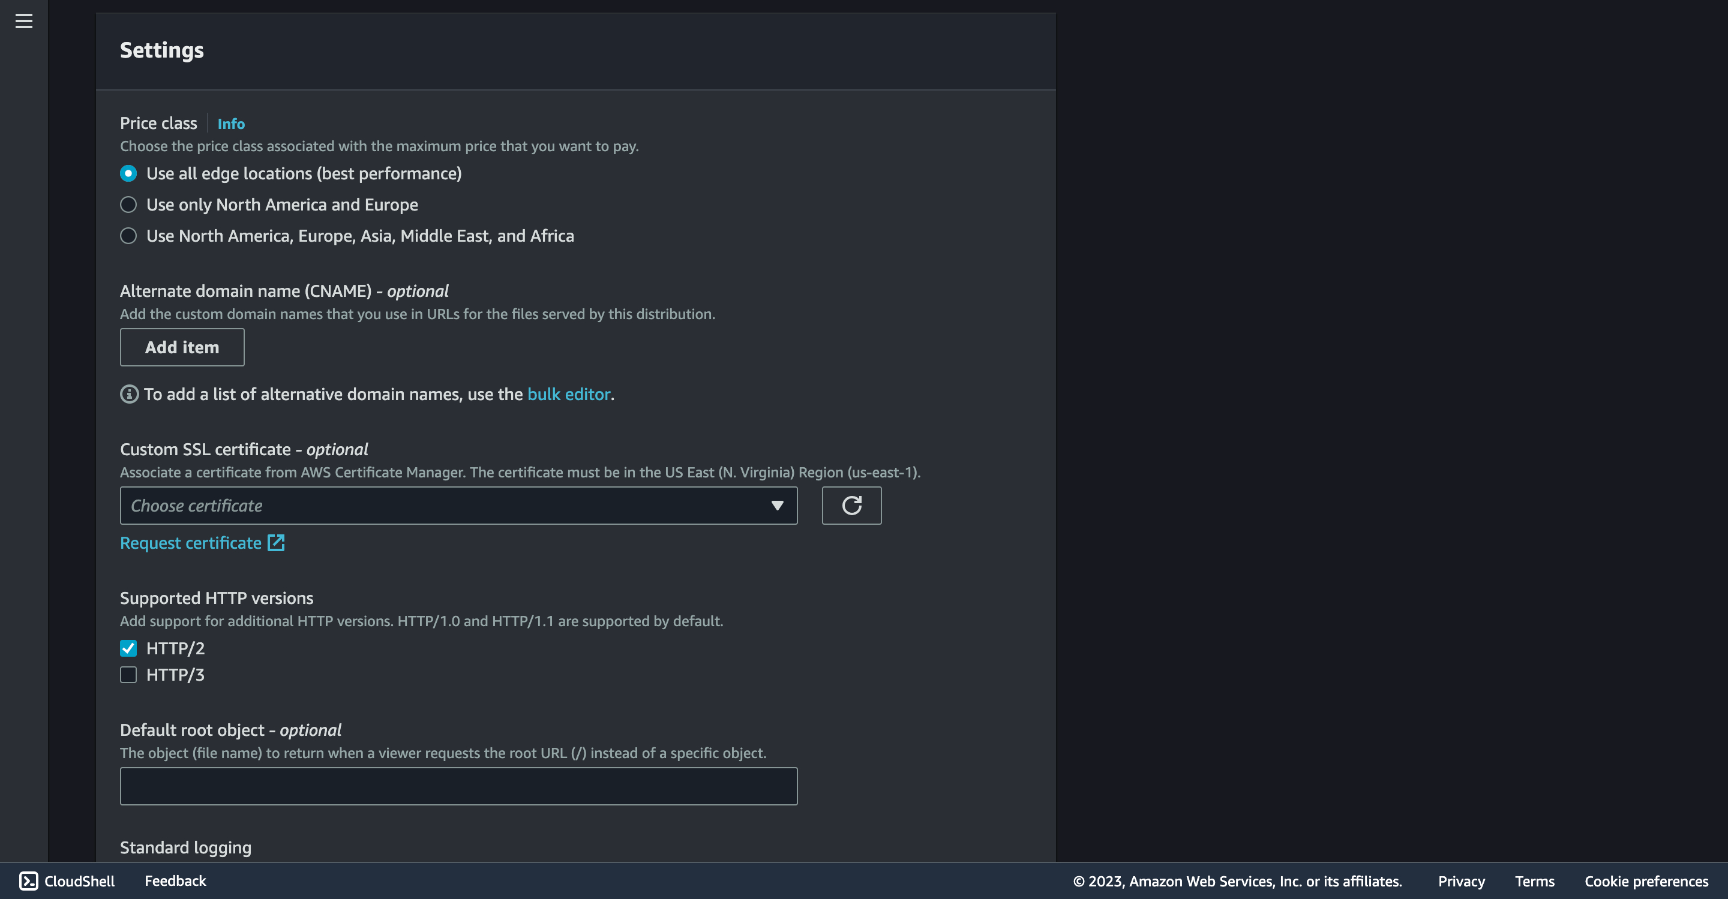 Settings
Price class Info
Choose the price class associated with the maximum price that you want to pay.
Use all edge locations (best performance)
Use only North America and Europe
Use North America, Europe, Asia, Middle East, and Africa
Alternate domain name (CNAME) - optional
Add the custom domain names that you use in URLs for the files served by this distribution.
Add item
To add a list of alternative domain names, use the bulk editor.
Custom SSL certificate - optional
Associate a certificate from AWS Certificate Manager. The certificate must be in the US East (N. Virginia) Region (us-east-1).
Choose certificate
Request certificate
Supported HTTP versions
Add support for additional HTTP versions. HTTP/1.0 and HTTP/1.1 are supported by default.
HTTP/2
HTTP/3
Default root object - optional
The object (file name) to return when a viewer requests the root URL (/) instead of a specific object.
Standard logging
CloudShell Feedback © 2023, Amazon Web Services, Inc. or its affiliates. Privacy Terms Cookie preferences